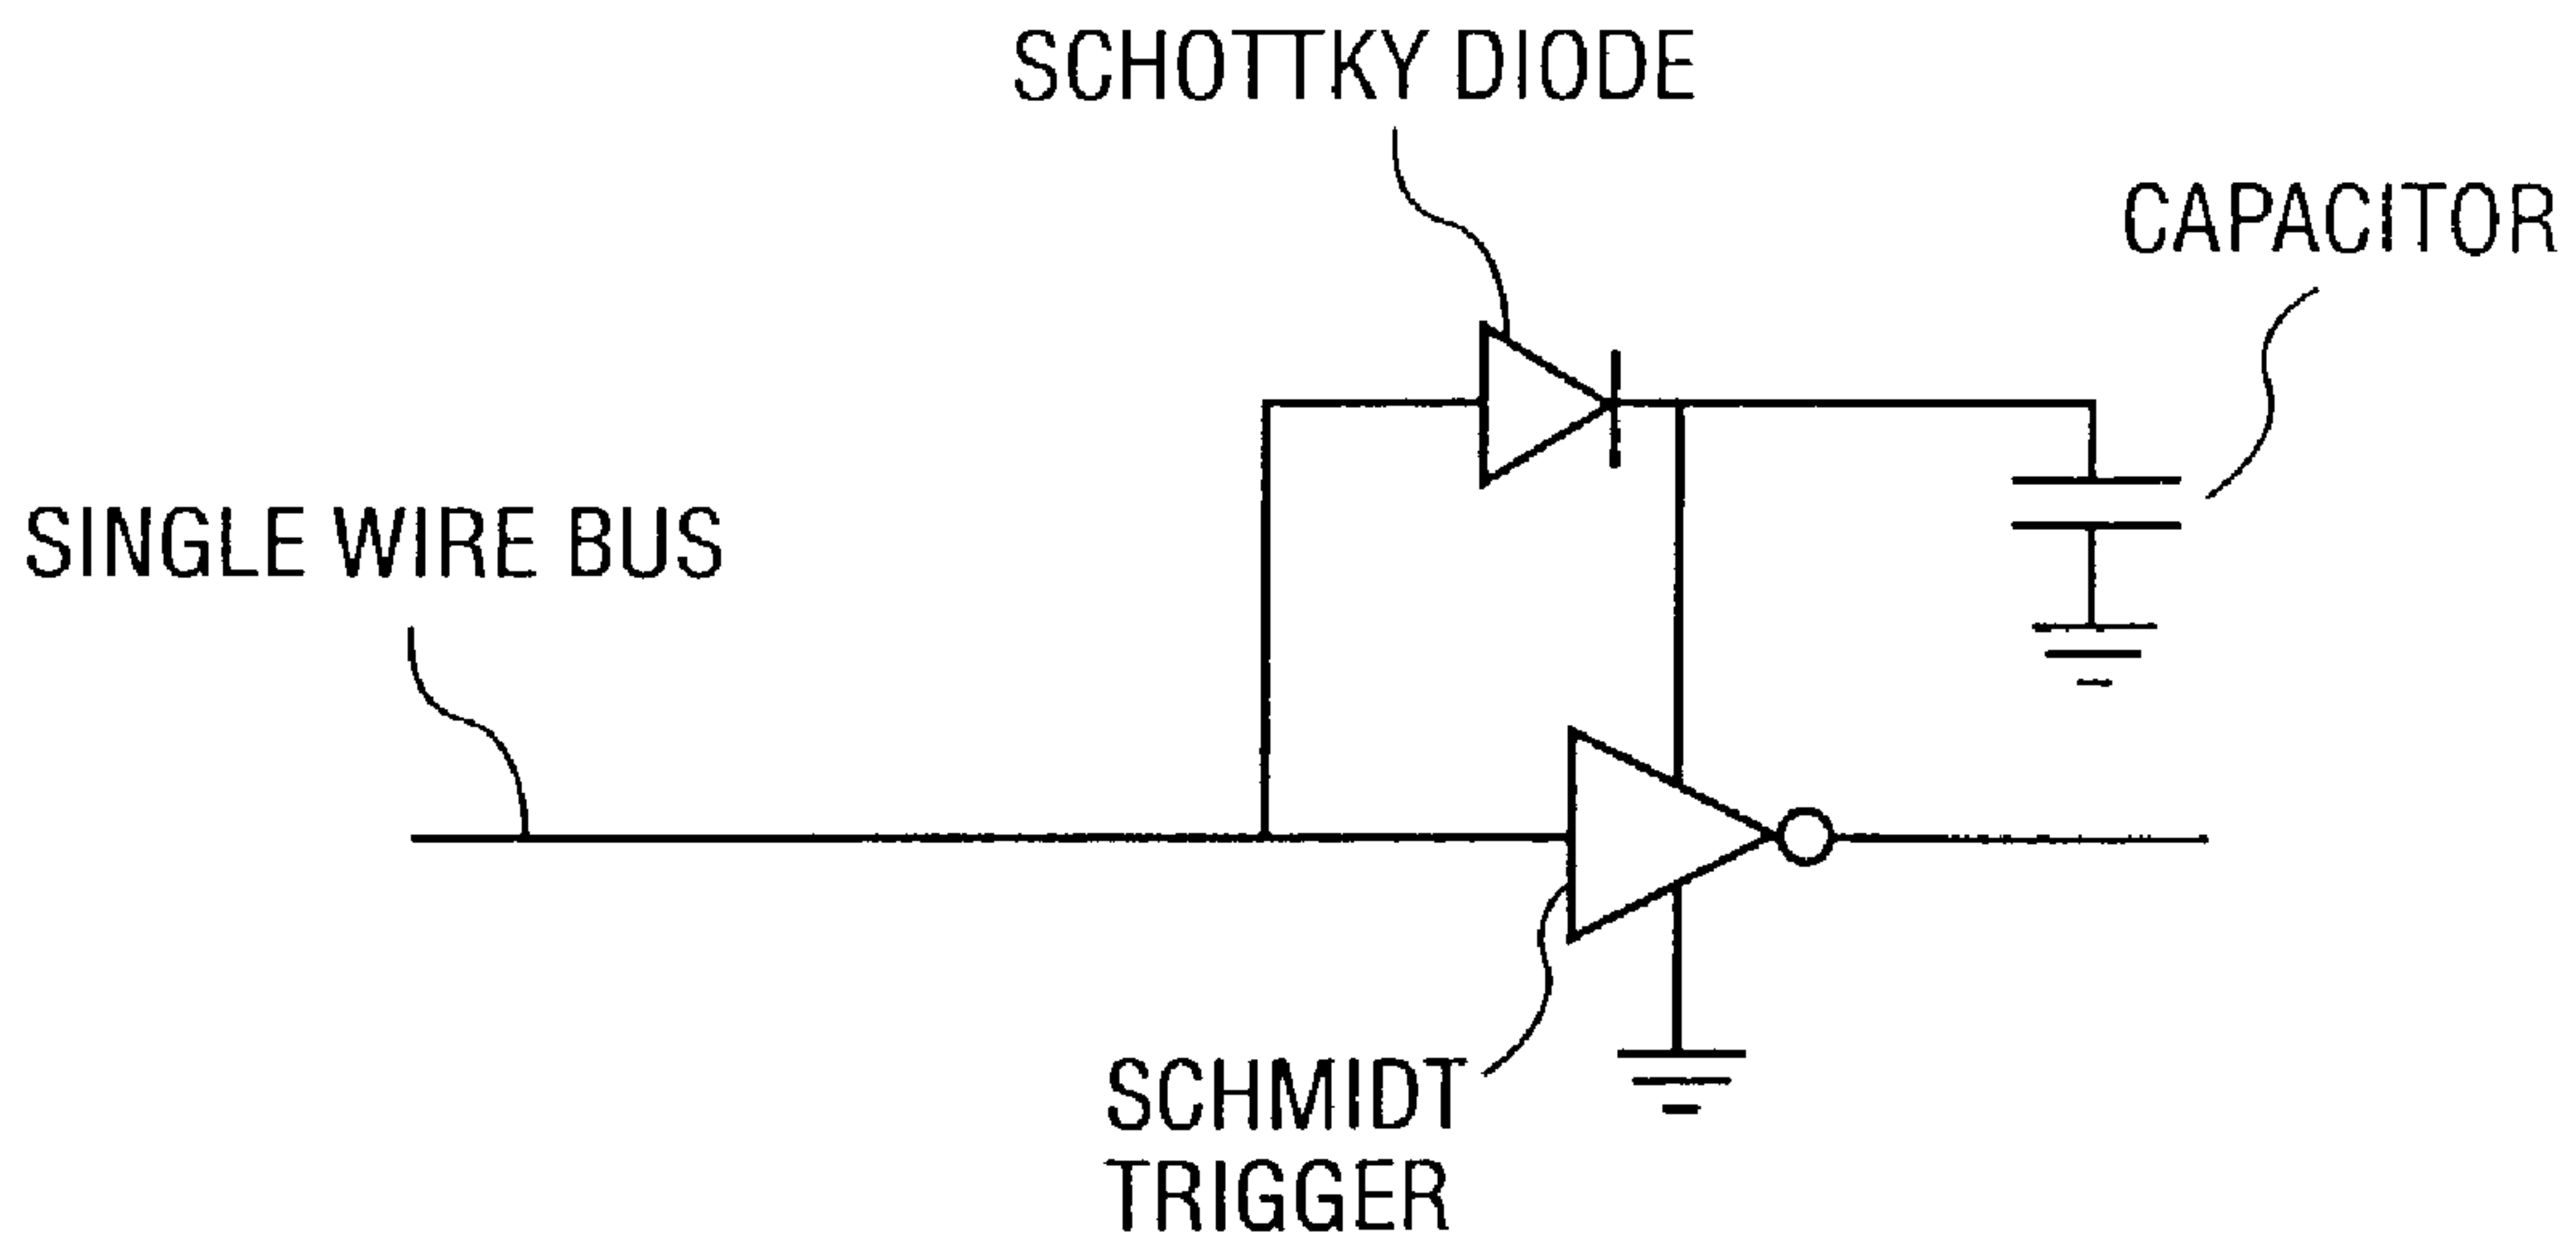 SCHOTTKY DIODE
CAPACITOR
SINGLE WIRE BUS
SCHMIDT
TRIGGER